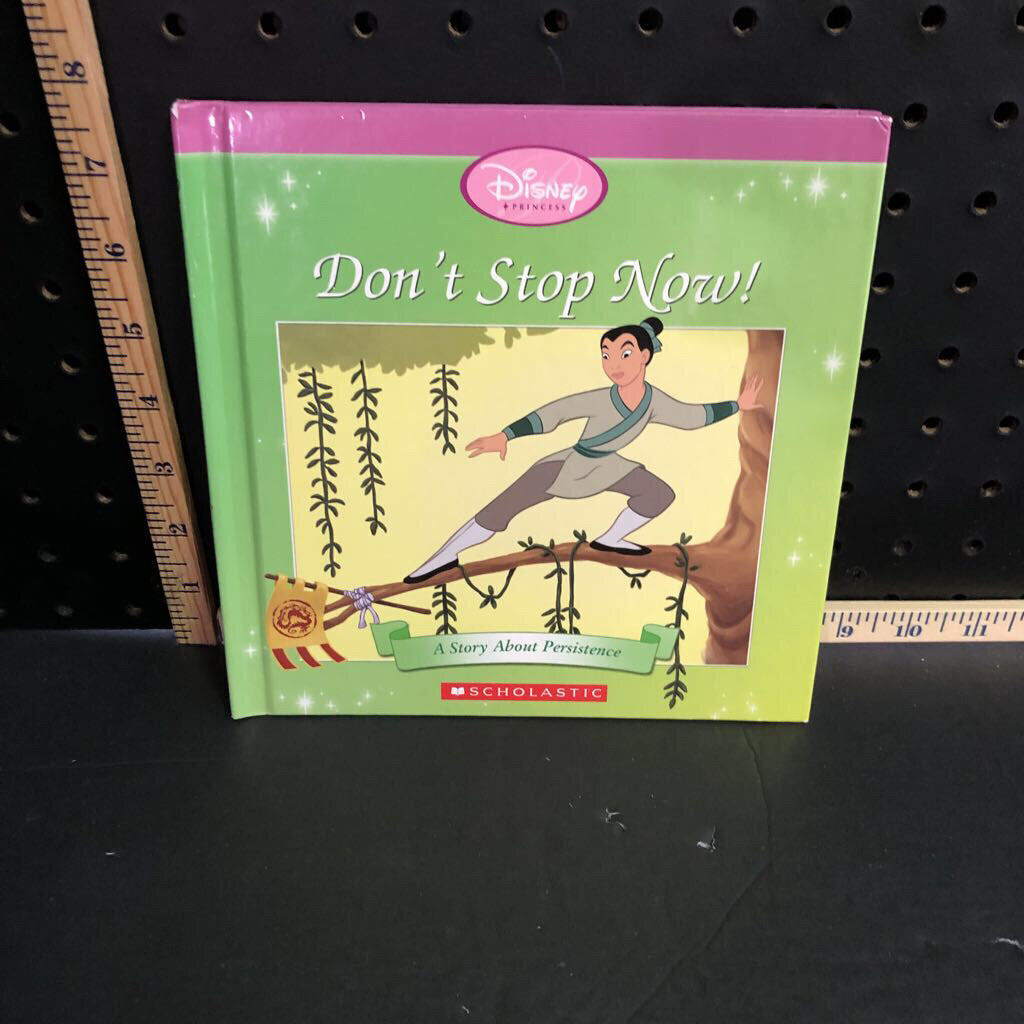 DISNEY
PRINCESS
Don't Stop Now!
A Story About Persistence
SCHOLASTIC
8
7
6
5
4
3
2
1
9 10 11